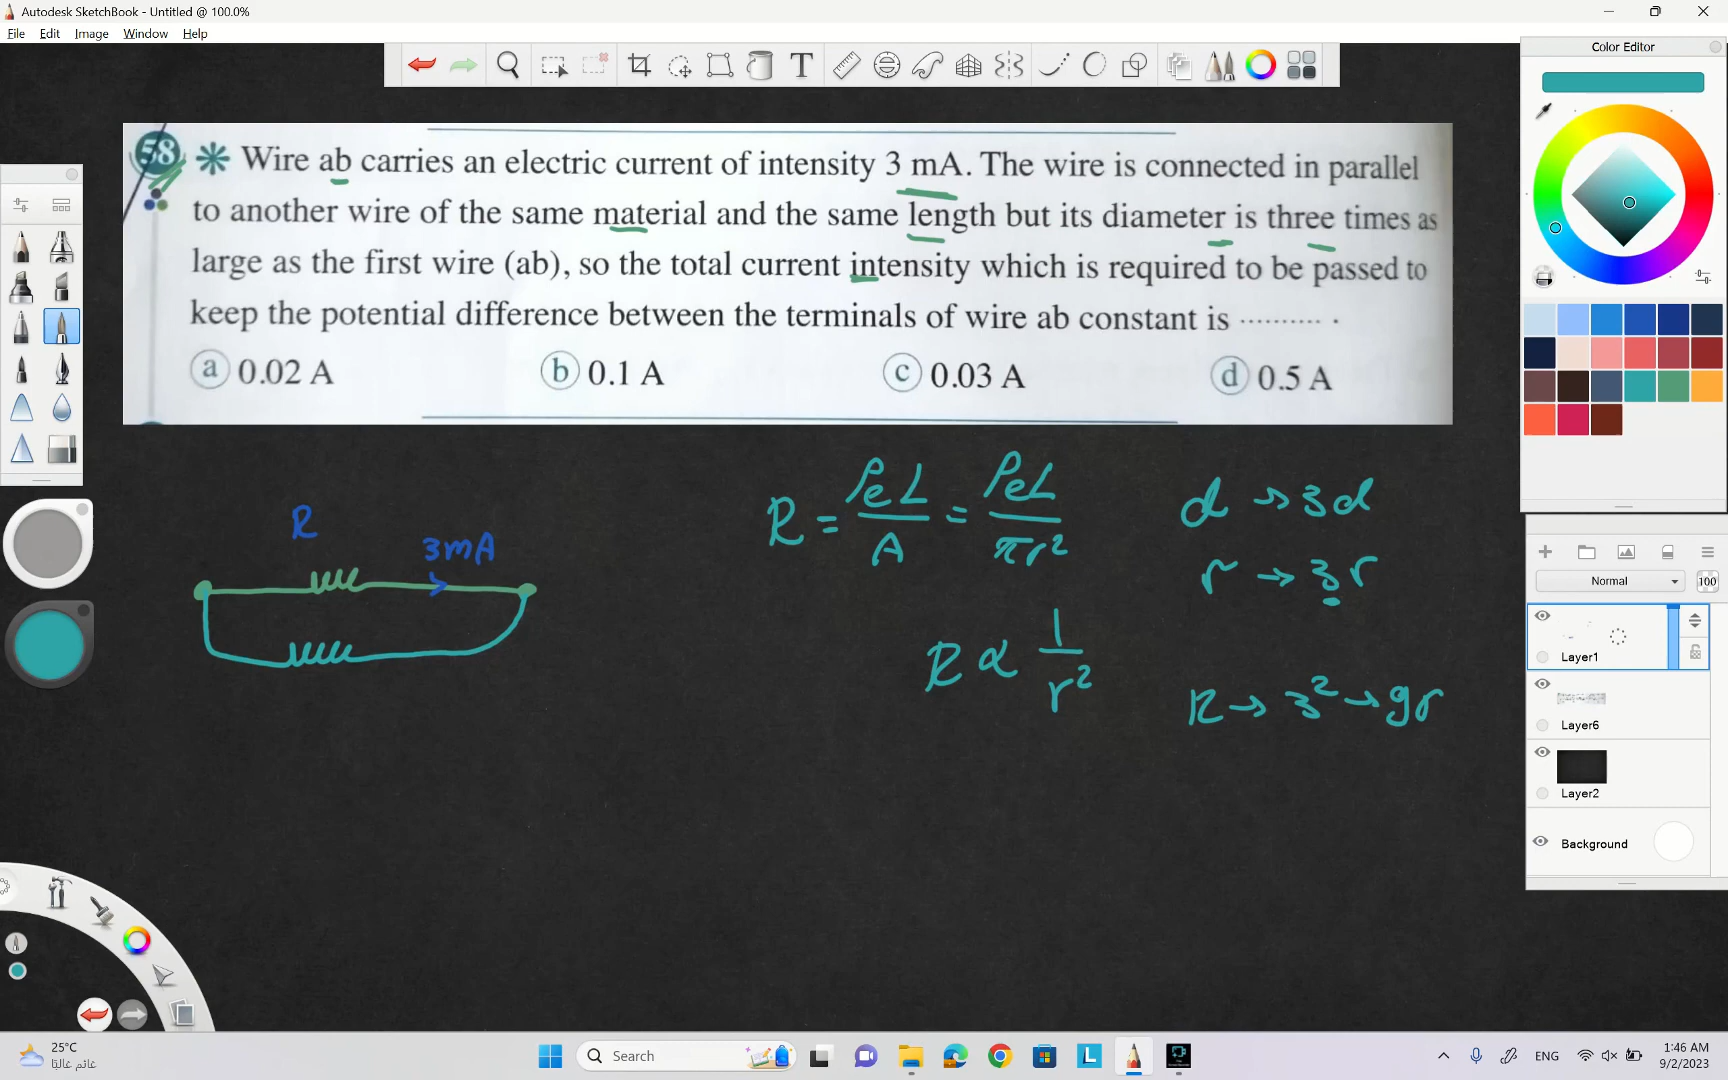 Autodesk SketchBook - Untitled @ 100.0%
File Edit Image Window Help
T
Color Editor
58 * Wire ab carries an electric current of intensity 3 mA. The wire is connected in parallel
to another wire of the same material and the same length but its diameter is three times as
large as the first wire (ab), so the total current intensity which is required to be passed to
keep the potential difference between the terminals of wire ab constant is .......... .
a 0.02 A b 0.1 A c 0.03 A d 0.5 A
R = ρeL / A = ρeL / πr² d → 3d
R 3mA
r → 3r
R ∝ 1 / r²
R → 3² → 9r
Normal 100
Layer1
Layer6
Layer2
Background
25°C
غائم غالبًا
Search
L
ENG
1:46 AM
9/2/2023